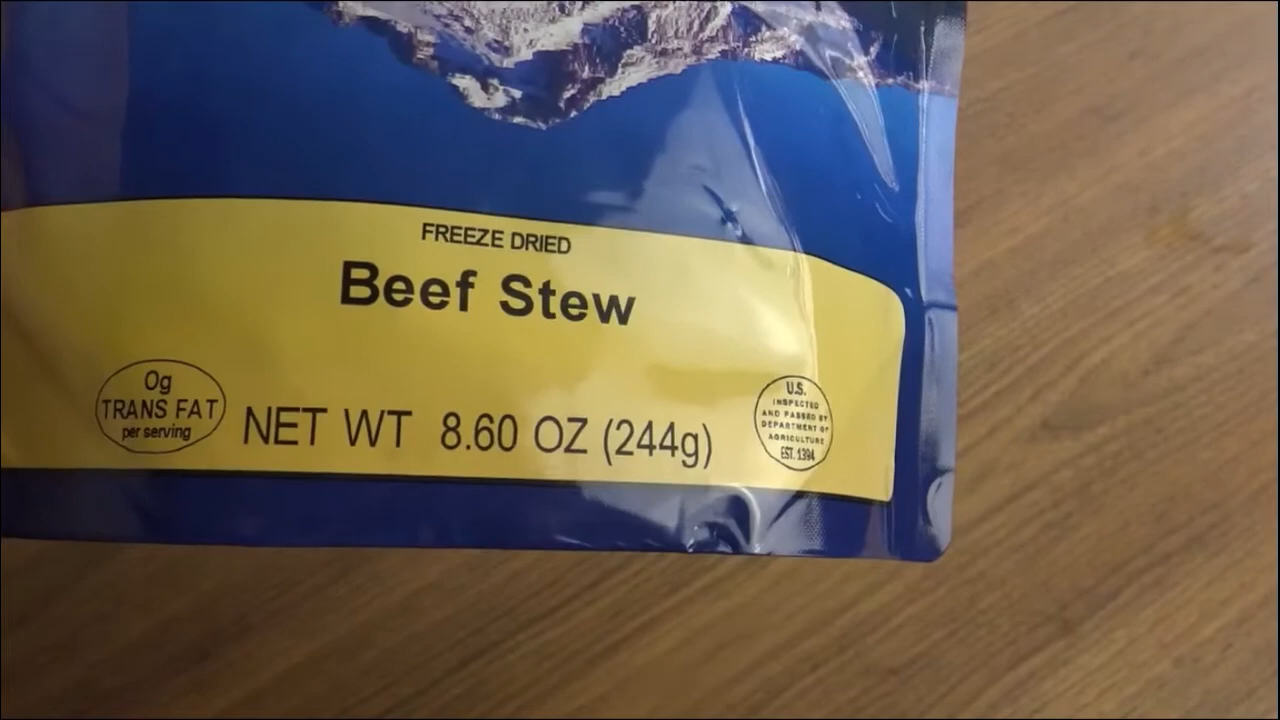 FREEZE DRIED
Beef Stew
0g
TRANS FAT
per serving
NET WT 8.60 OZ (244g)
U.S.
INSPECTED
AND PASSED BY
DEPARTMENT OF
AGRICULTURE
EST. 1394